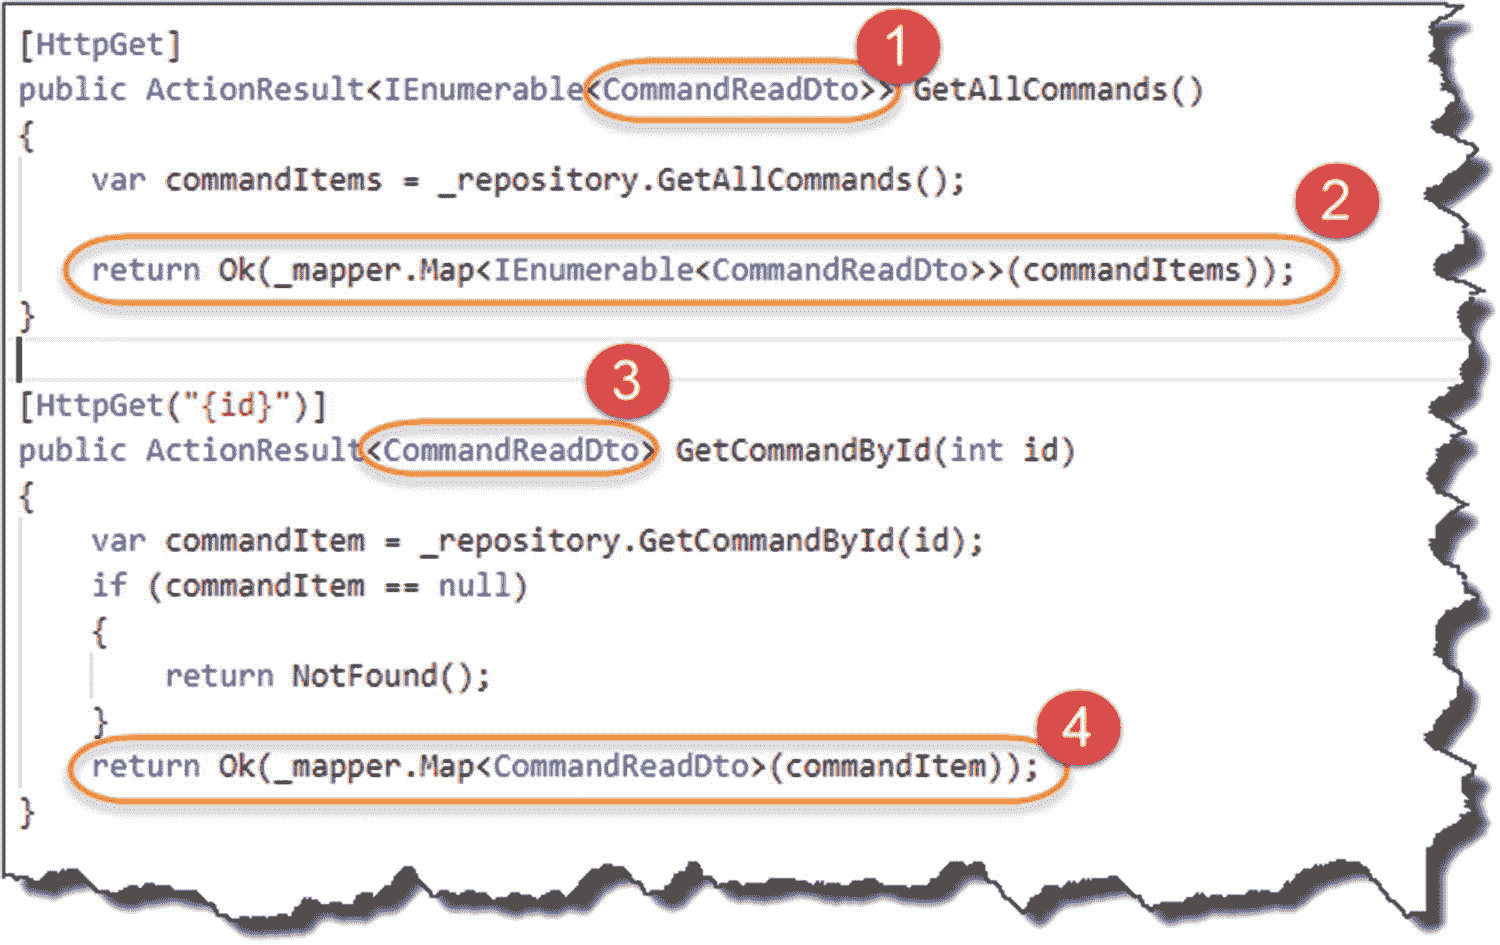 [HttpGet]
1
public ActionResult<IEnumerable<CommandReadDto>> GetAllCommands()
{
var commandItems = _repository.GetAllCommands();
2
return Ok(_mapper.Map<IEnumerable<CommandReadDto>>(commandItems));
}
3
[HttpGet("{id}")]
public ActionResult<CommandReadDto> GetCommandById(int id)
{
var commandItem = _repository.GetCommandById(id);
if (commandItem == null)
{
return NotFound();
}
4
return Ok(_mapper.Map<CommandReadDto>(commandItem));
}